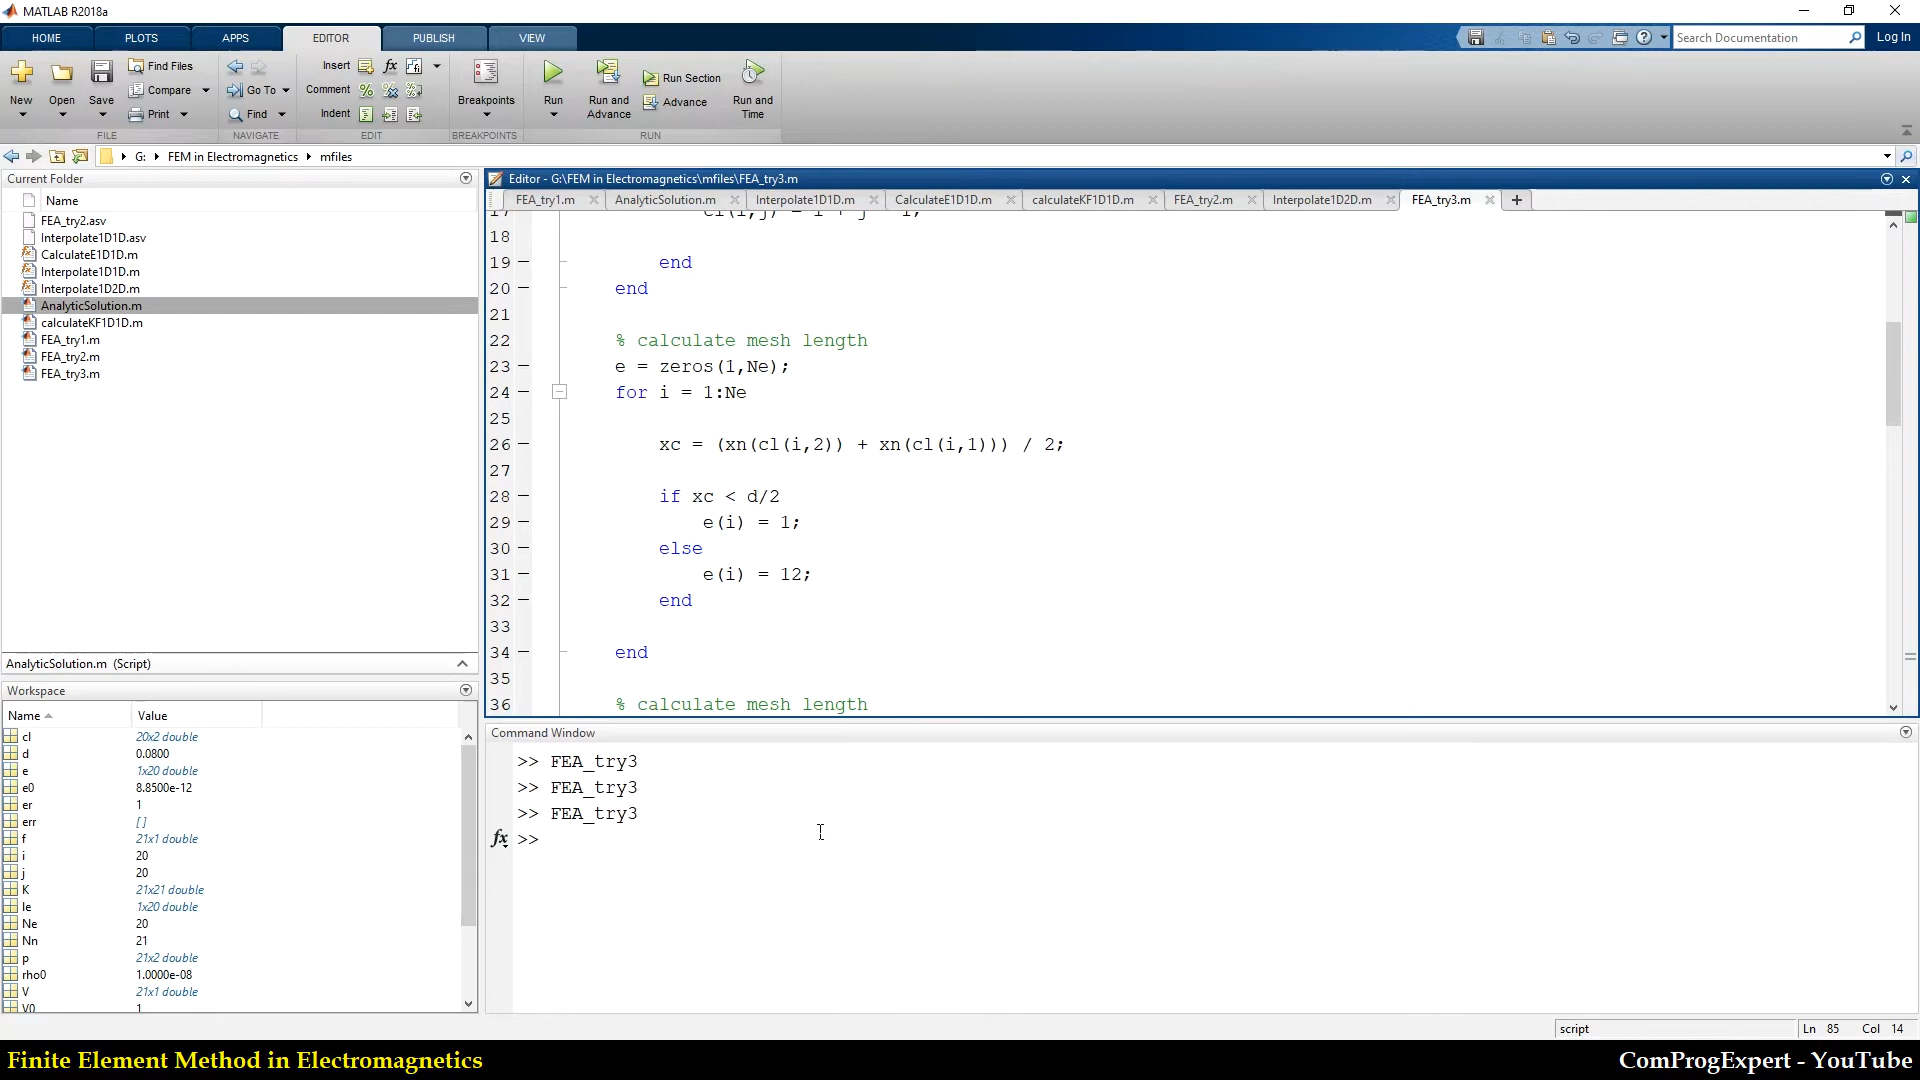 MATLAB R2018a
HOME PLOTS APPS EDITOR PUBLISH VIEW Search Documentation Log In
New Open Save Find Files Compare Print Go To Find Insert fx Comment Indent Breakpoints Run Run and Advance Run Section Advance Run and Time
FILE NAVIGATE EDIT BREAKPOINTS RUN
G: FEM in Electromagnetics mfiles
Current Folder
Name
FEA_try2.asv
Interpolate1D1D.asv
CalculateE1D1D.m
Interpolate1D1D.m
Interpolate1D2D.m
AnalyticSolution.m
calculateKF1D1D.m
FEA_try1.m
FEA_try2.m
FEA_try3.m
AnalyticSolution.m (Script)
Workspace
Name Value
cl 20x2 double
d 0.0800
e 1x20 double
e0 8.8500e-12
er 1
err []
f 21x1 double
i 20
j 20
K 21x21 double
le 1x20 double
Ne 20
Nn 21
p 21x2 double
rho0 1.0000e-08
V 21x1 double
V0 1
Editor - G:\FEM in Electromagnetics\mfiles\FEA_try3.m
FEA_try1.m AnalyticSolution.m Interpolate1D1D.m CalculateE1D1D.m calculateKF1D1D.m FEA_try2.m Interpolate1D2D.m FEA_try3.m
17 cl(i,j) = i + j - 1;
18
19 end
20 end
21
22 % calculate mesh length
23 e = zeros(1,Ne);
24 for i = 1:Ne
25
26 xc = (xn(cl(i,2)) + xn(cl(i,1))) / 2;
27
28 if xc < d/2
29 e(i) = 1;
30 else
31 e(i) = 12;
32 end
33
34 end
35
36 % calculate mesh length
Command Window
>> FEA_try3
>> FEA_try3
>> FEA_try3
fx >>
script Ln 85 Col 14
Finite Element Method in Electromagnetics
ComProgExpert - YouTube